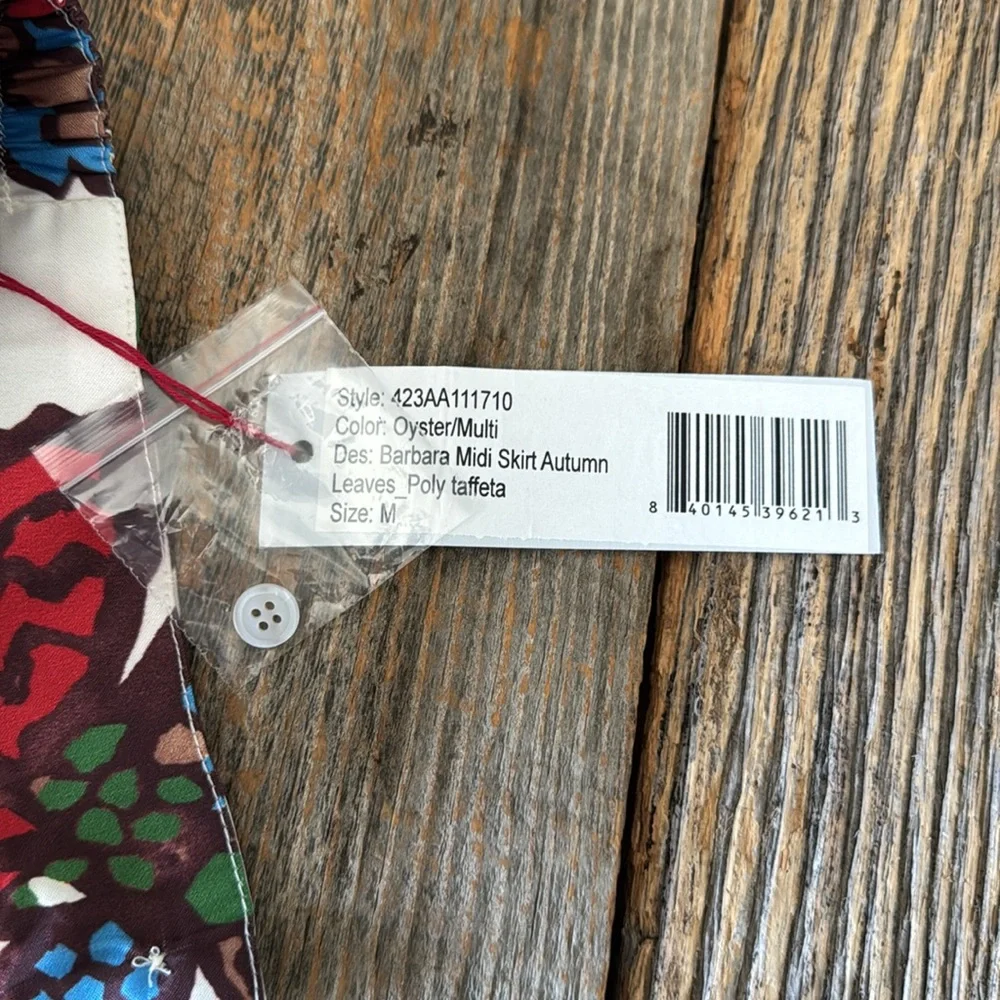 Style: 423AA111710
Color: Oyster/Multi
Des: Barbara Midi Skirt Autumn
Leaves_Poly taffeta
Size: M
8 40145 39621 3